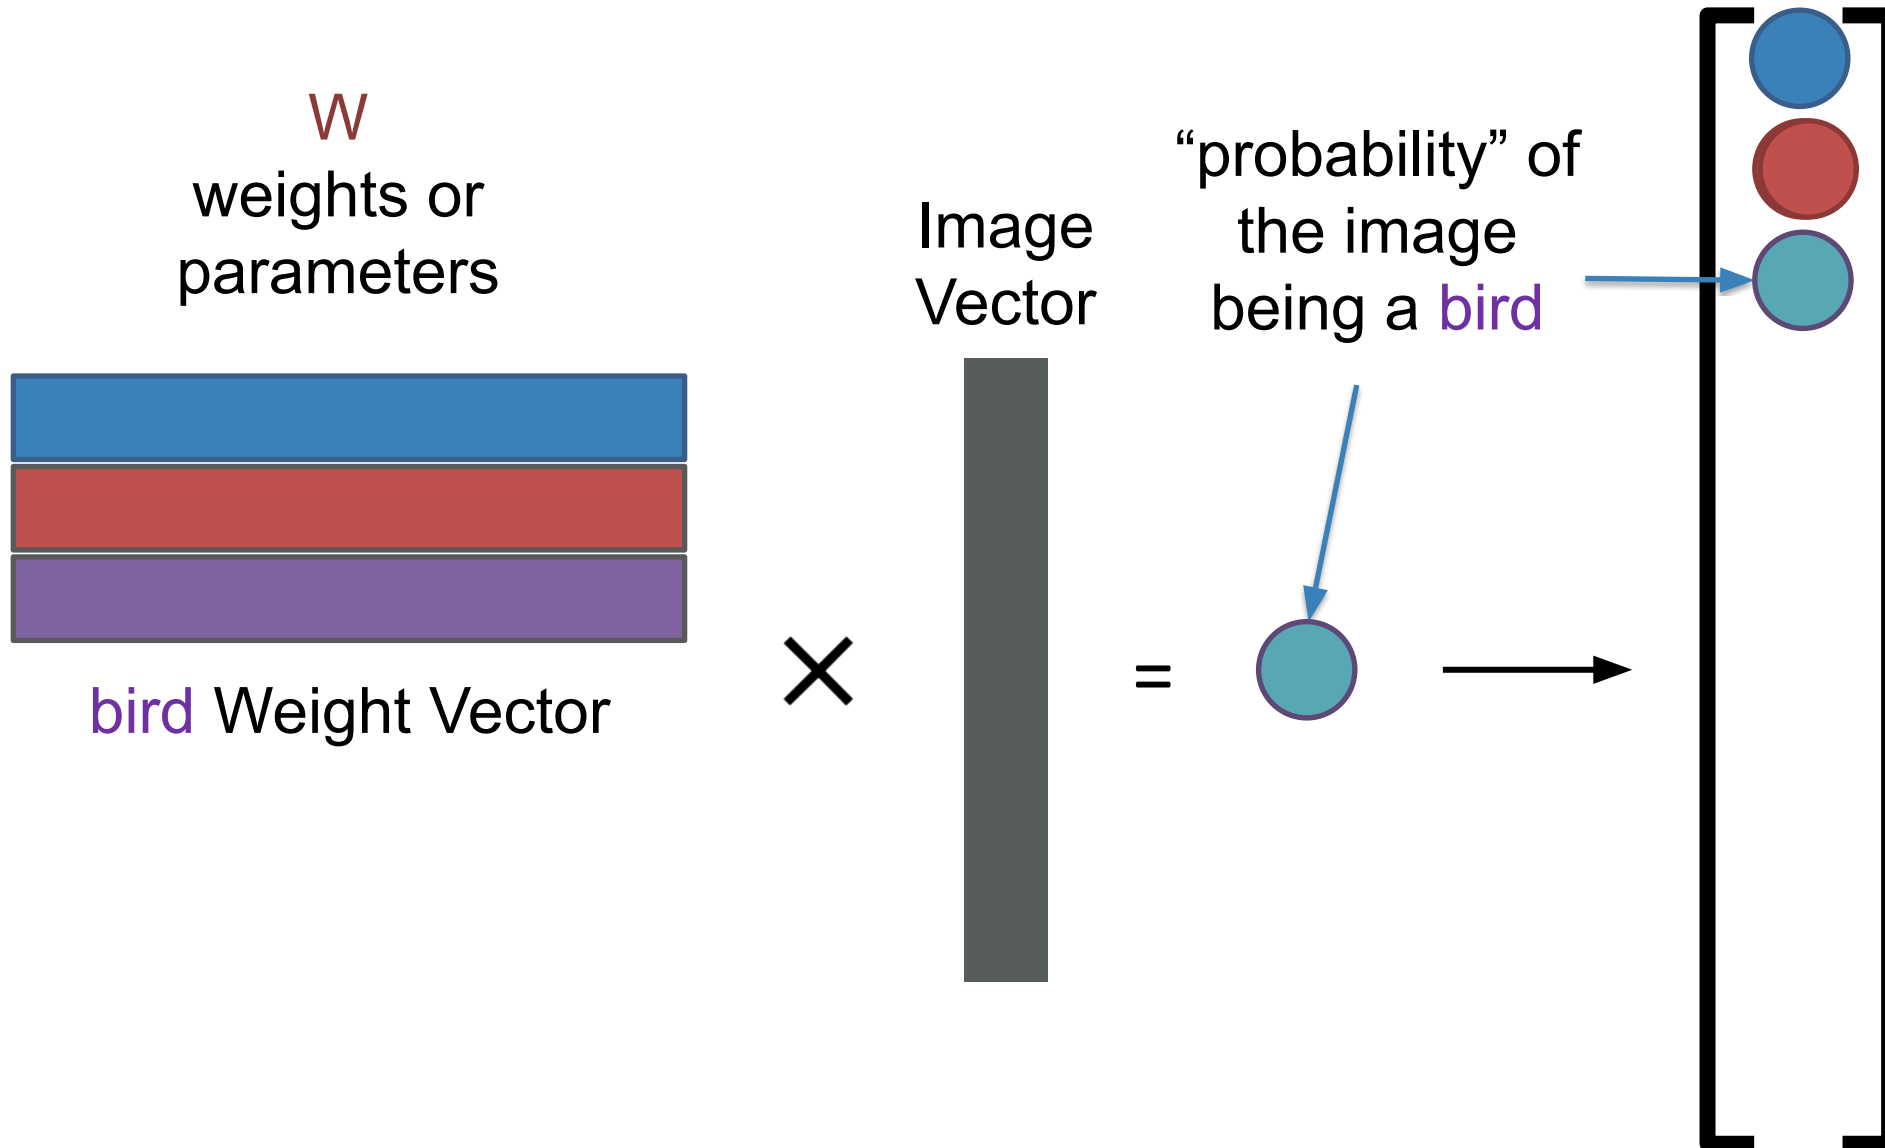 W
weights or
parameters
bird Weight Vector
Image
Vector
“probability” of
the image
being a bird
=